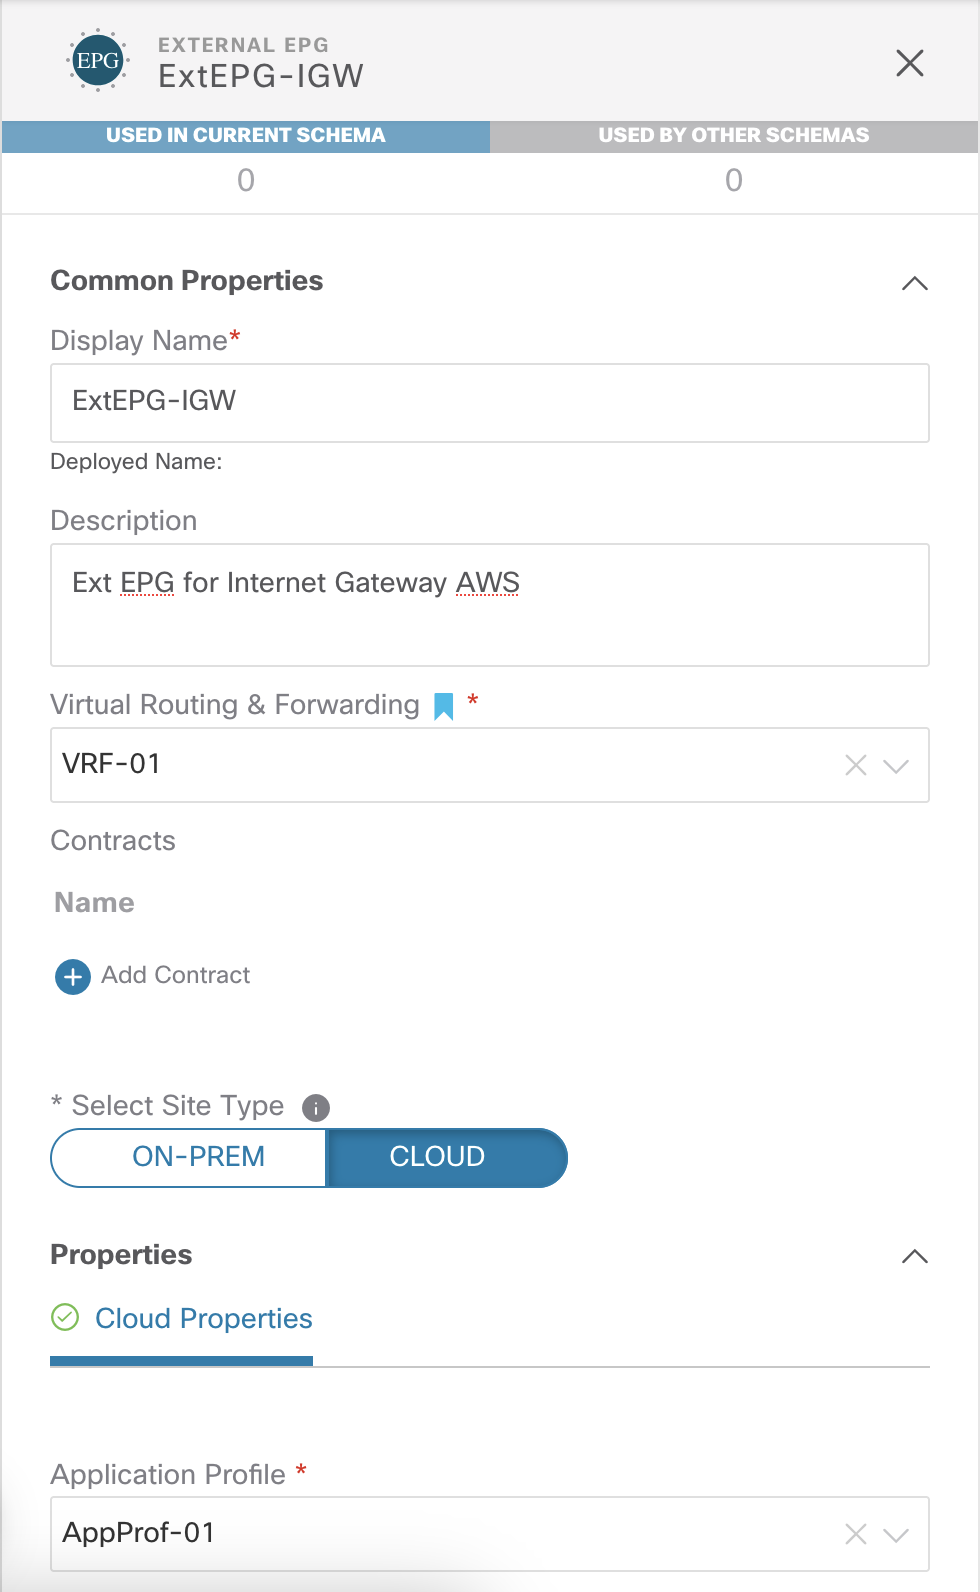 EPG
EXTERNAL EPG
ExtEPG-IGW
USED IN CURRENT SCHEMA
USED BY OTHER SCHEMAS
0
0
Common Properties
Display Name*
ExtEPG-IGW
Deployed Name:
Description
Ext EPG for Internet Gateway AWS
Virtual Routing & Forwarding *
VRF-01
Contracts
Name
Add Contract
* Select Site Type
ON-PREM
CLOUD
Properties
Cloud Properties
Application Profile *
AppProf-01